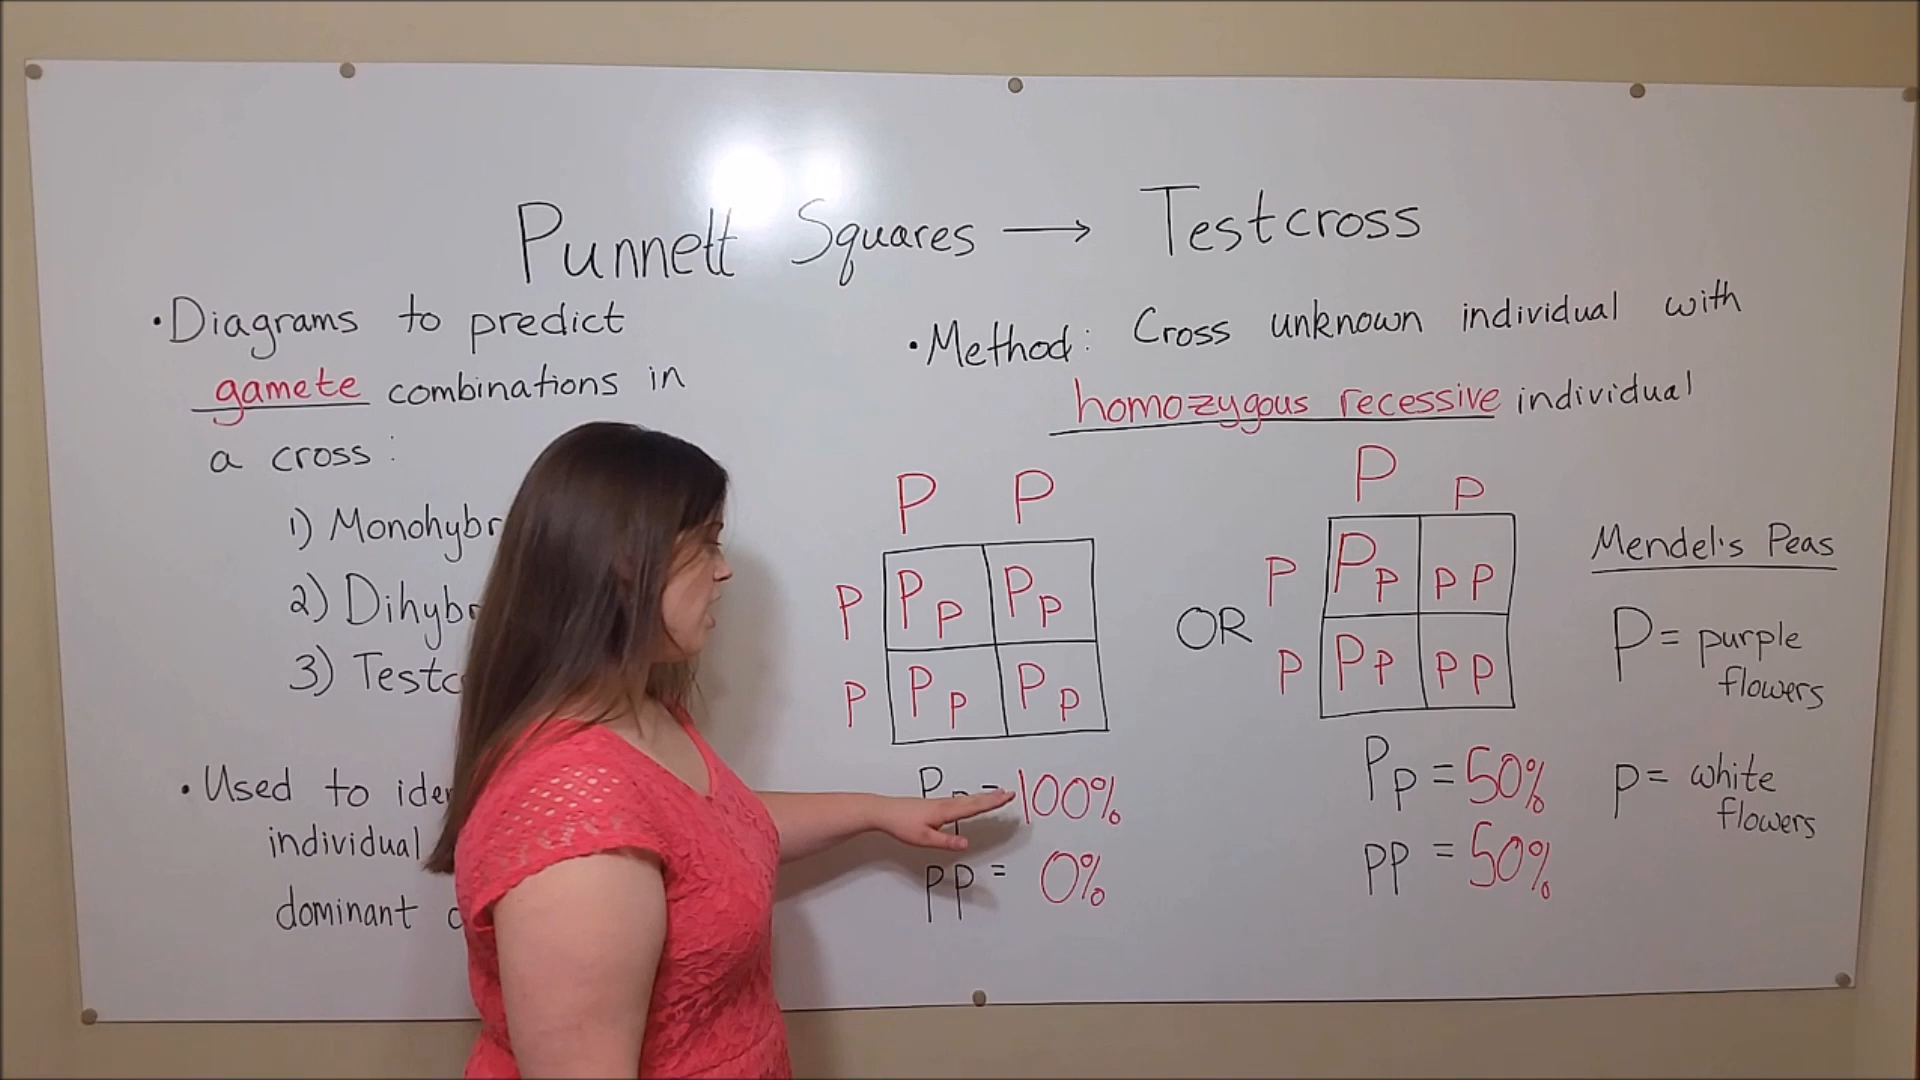 Punnett Squares → Testcross
• Diagrams to predict
gamete combinations in
a cross:
1) Monohybr
2) Dihybr
3) Testc
• Used to iden
individual
dominant
• Method: Cross unknown individual with
homozygous recessive individual
P P
p Pp Pp
p Pp Pp
Pp = 100%
pp = 0%
OR
P p
p Pp pp
p Pp pp
Pp = 50%
pp = 50%
Mendel's Peas
P = purple
flowers
p = white
flowers